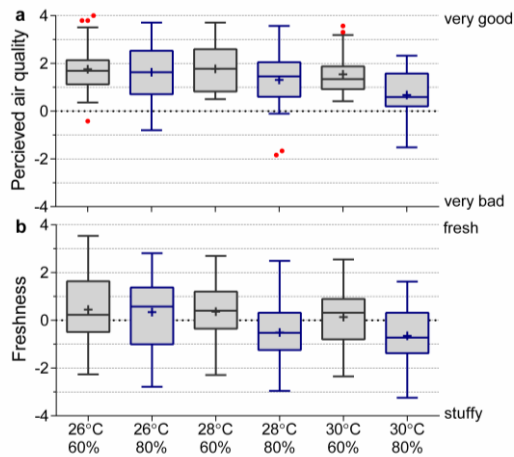 a
Percieved air quality
4
2
0
-2
-4
very good
very bad
b
Freshness
4
2
0
-2
-4
fresh
stuffy
26°C 26°C 28°C 28°C 30°C 30°C
60% 80% 60% 80% 60% 80%